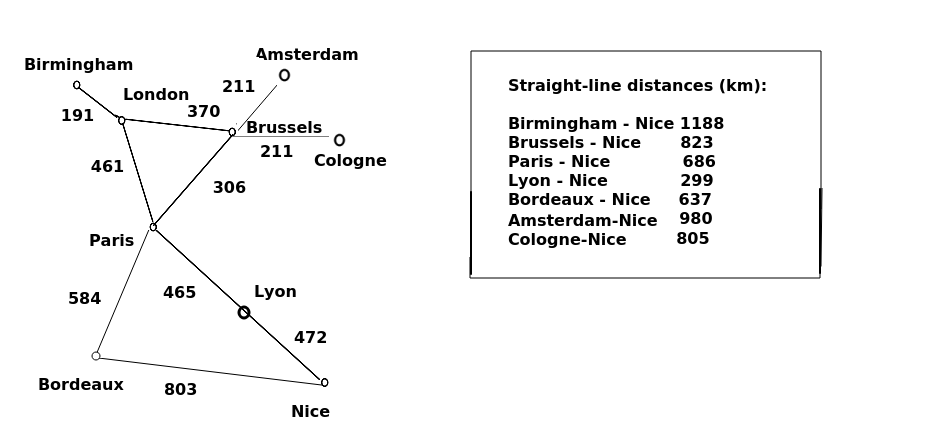 Amsterdam
Birmingham
211
London
370
191
Brussels
211
Cologne
461
306
Paris
584
465
Lyon
472
Bordeaux
803
Nice
Straight-line distances (km):
Birmingham - Nice 1188
Brussels - Nice 823
Paris - Nice 686
Lyon - Nice 299
Bordeaux - Nice 637
Amsterdam-Nice 980
Cologne-Nice 805